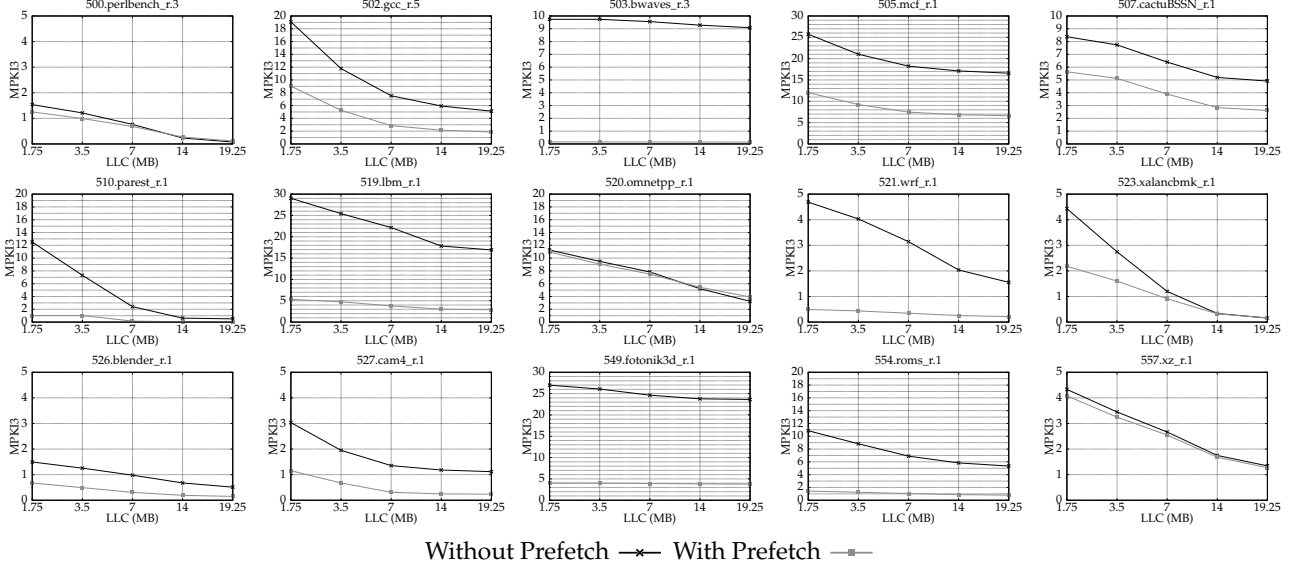 500.perlbench_r.3
MPKI3
5
4
3
2
1
0
1.75 3.5 7 14 19.25
LLC (MB)
502.gcc_r.5
MPKI3
20
18
16
14
12
10
8
6
4
2
0
1.75 3.5 7 14 19.25
LLC (MB)
503.bwaves_r.3
MPKI3
10
9
8
7
6
5
4
3
2
1
0
1.75 3.5 7 14 19.25
LLC (MB)
505.mcf_r.1
MPKI3
30
25
20
15
10
5
0
1.75 3.5 7 14 19.25
LLC (MB)
507.cactuBSSN_r.1
MPKI3
10
9
8
7
6
5
4
3
2
1
0
1.75 3.5 7 14 19.25
LLC (MB)
510.parest_r.1
MPKI3
20
18
16
14
12
10
8
6
4
2
0
1.75 3.5 7 14 19.25
LLC (MB)
519.lbm_r.1
MPKI3
30
25
20
15
10
5
0
1.75 3.5 7 14 19.25
LLC (MB)
520.omnetpp_r.1
MPKI3
20
18
16
14
12
10
8
6
4
2
0
1.75 3.5 7 14 19.25
LLC (MB)
521.wrf_r.1
MPKI3
5
4
3
2
1
0
1.75 3.5 7 14 19.25
LLC (MB)
523.xalancbmk_r.1
MPKI3
5
4
3
2
1
0
1.75 3.5 7 14 19.25
LLC (MB)
526.blender_r.1
MPKI3
5
4
3
2
1
0
1.75 3.5 7 14 19.25
LLC (MB)
527.cam4_r.1
MPKI3
5
4
3
2
1
0
1.75 3.5 7 14 19.25
LLC (MB)
549.fotonik3d_r.1
MPKI3
30
25
20
15
10
5
0
1.75 3.5 7 14 19.25
LLC (MB)
554.roms_r.1
MPKI3
20
18
16
14
12
10
8
6
4
2
0
1.75 3.5 7 14 19.25
LLC (MB)
557.xz_r.1
MPKI3
5
4
3
2
1
0
1.75 3.5 7 14 19.25
LLC (MB)
Without Prefetch With Prefetch